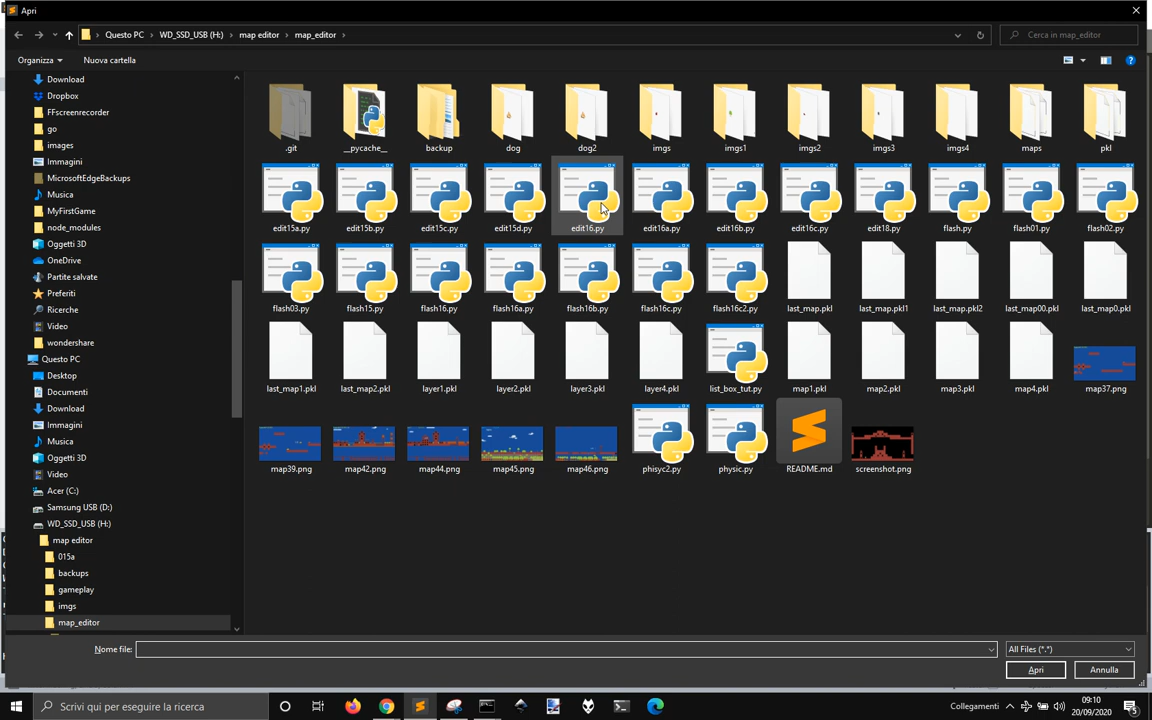 Apri
Questo PC > WD_SSD_USB (H:) > map editor > map_editor >
Cerca in map_editor
Organizza
Nuova cartella
Download
Dropbox
FFscreenrecorder
go
images
Immagini
MicrosoftEdgeBackups
Musica
MyFirstGame
node_modules
Oggetti 3D
OneDrive
Partite salvate
Preferiti
Ricerche
Video
wondershare
Questo PC
Desktop
Documenti
Download
Immagini
Musica
Oggetti 3D
Video
Acer (C:)
Samsung USB (D:)
WD_SSD_USB (H:)
map editor
015a
backups
gameplay
imgs
map_editor
.git __pycache__ backup dog dog2 imgs imgs1 imgs2 imgs3 imgs4 maps pkl
edit15a.py edit15b.py edit15c.py edit15d.py edit16.py edit16a.py edit16b.py edit16c.py edit18.py flash.py flash01.py flash02.py
flash03.py flash15.py flash16.py flash16a.py flash16b.py flash16c.py flash16c2.py last_map.pkl last_map.pkl1 last_map.pkl2 last_map00.pkl last_map0.pkl
last_map1.pkl last_map2.pkl layer1.pkl layer2.pkl layer3.pkl layer4.pkl list_box_tut.py map1.pkl map2.pkl map3.pkl map4.pkl map37.png
map39.png map42.png map44.png map45.png map46.png phisyc2.py physic.py README.md screenshot.png
Nome file:
All Files (*.*)
Apri
Annulla
Scrivi qui per eseguire la ricerca
Collegamenti
09:10
20/09/2020
5